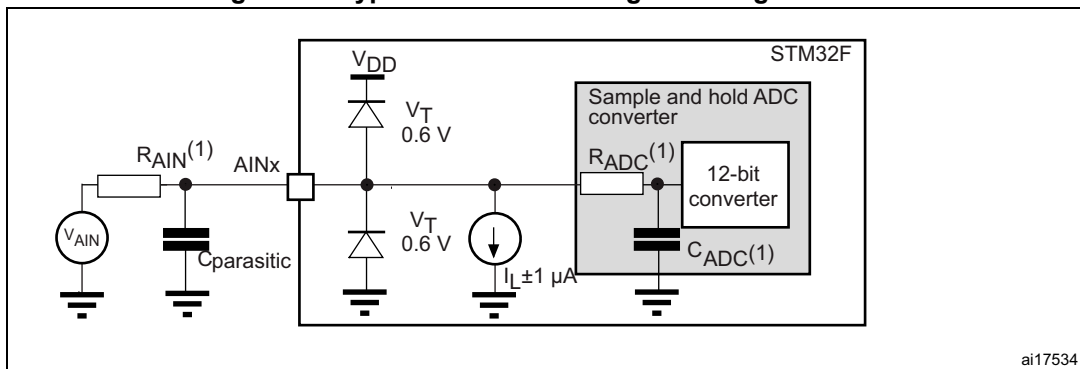 STM32F
VDD
Sample and hold ADC
converter
VT
0.6 V
RAIN(1)
AINx
RADC(1)
12-bit
converter
VAIN
Cparasitic
VT
0.6 V
IL±1 µA
CADC(1)
ai17534